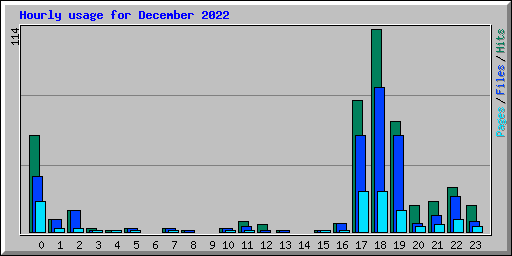 Hourly usage for December 2022
114
Pages/Files/Hits
0 1 2 3 4 5 6 7 8 9 10 11 12 13 14 15 16 17 18 19 20 21 22 23